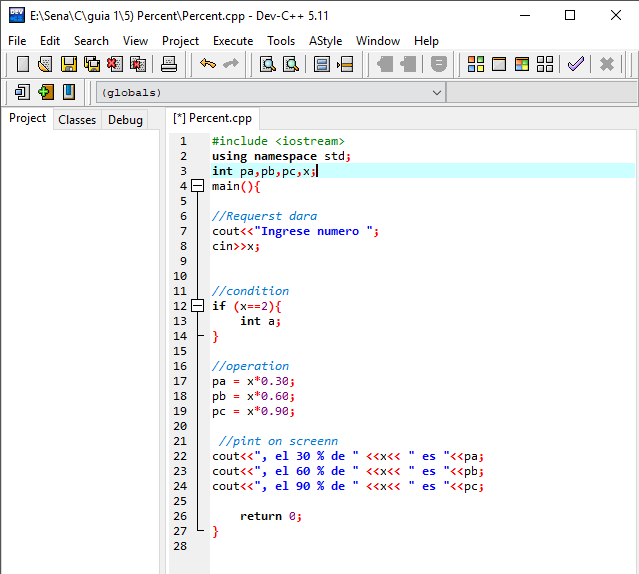 E:\Sena\C\guia 1\5) Percent\Percent.cpp - Dev-C++ 5.11
File Edit Search View Project Execute Tools AStyle Window Help
(globals)
Project Classes Debug [*] Percent.cpp
1 #include <iostream>
2 using namespace std;
3 int pa,pb,pc,x;
4 main(){
5
6 //Requerst dara
7 cout<<"Ingrese numero ";
8 cin>>x;
9
10
11 //condition
12 if (x==2){
13 int a;
14 }
15
16 //operation
17 pa = x*0.30;
18 pb = x*0.60;
19 pc = x*0.90;
20
21 //pint on screenn
22 cout<<", el 30 % de " <<x<< " es "<<pa;
23 cout<<", el 60 % de " <<x<< " es "<<pb;
24 cout<<", el 90 % de " <<x<< " es "<<pc;
25
26 return 0;
27 }
28